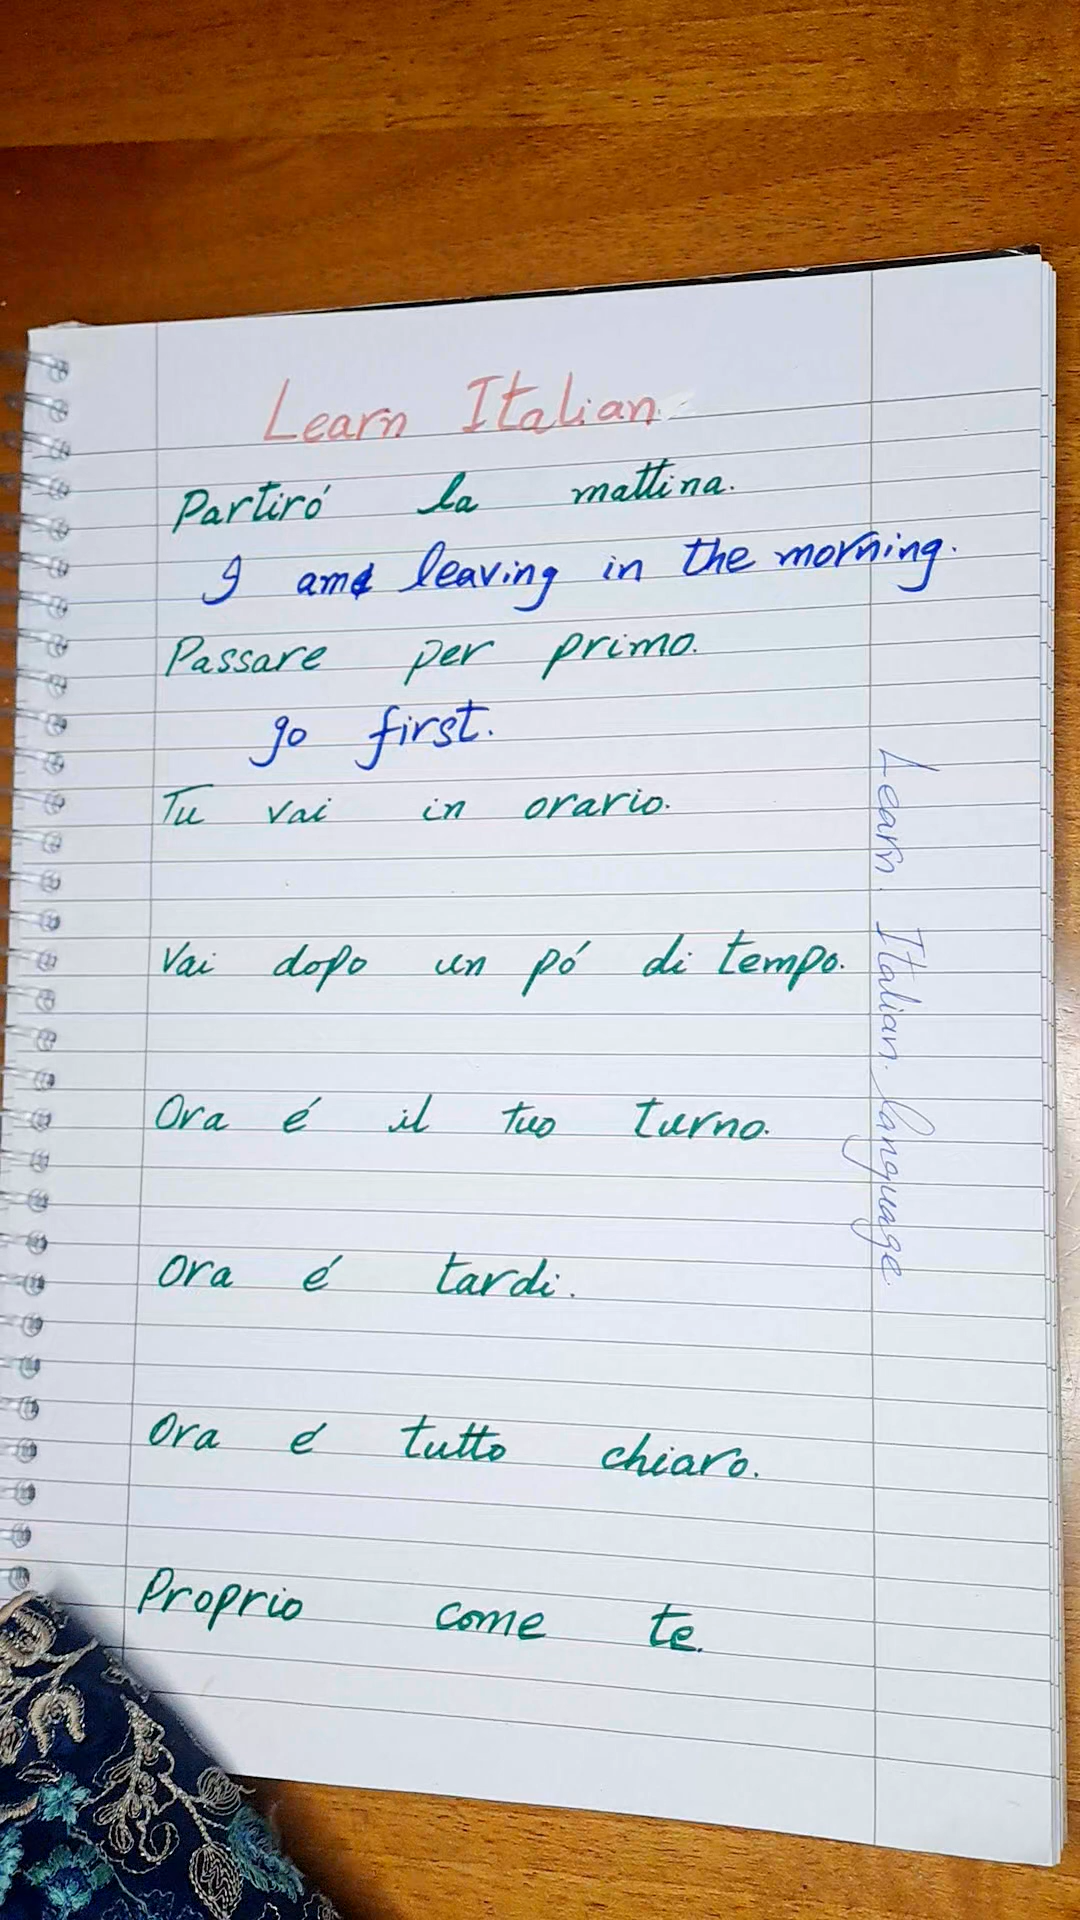 Learn Italian
Partiró la mattina.
I am leaving in the morning.
Passare per primo.
go first.
Tu vai in orario.
Vai dopo un pó di tempo.
Ora é il tuo turno.
Ora é tardi.
Ora é tutto chiaro.
Proprio come te.
Learn. Italian. language.